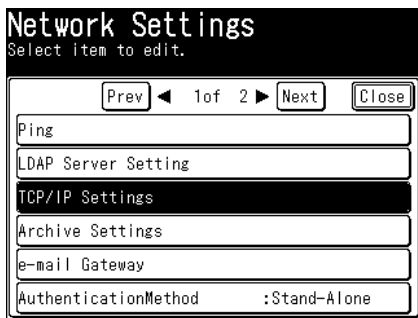 Network Settings
Select item to edit.
Prev ◀ 1of 2 ▶ Next Close
Ping
LDAP Server Setting
TCP/IP Settings
Archive Settings
e-mail Gateway
AuthenticationMethod :Stand-Alone